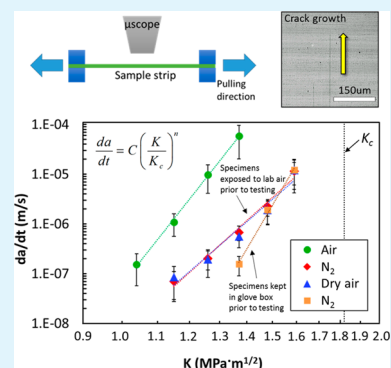 μscope
Sample strip
Pulling
direction
Crack growth
150um
da/dt = C(K/K_c)^n
K_c
Specimens
exposed to lab air
prior to testing
Specimens kept
in glove box
prior to testing
Air
N₂
Dry air
N₂
da/dt (m/s)
1.E-04
1.E-05
1.E-06
1.E-07
1.E-08
0.9 1.0 1.1 1.2 1.3 1.4 1.5 1.6 1.7 1.8 1.9 2.0
K (MPa·m^1/2)